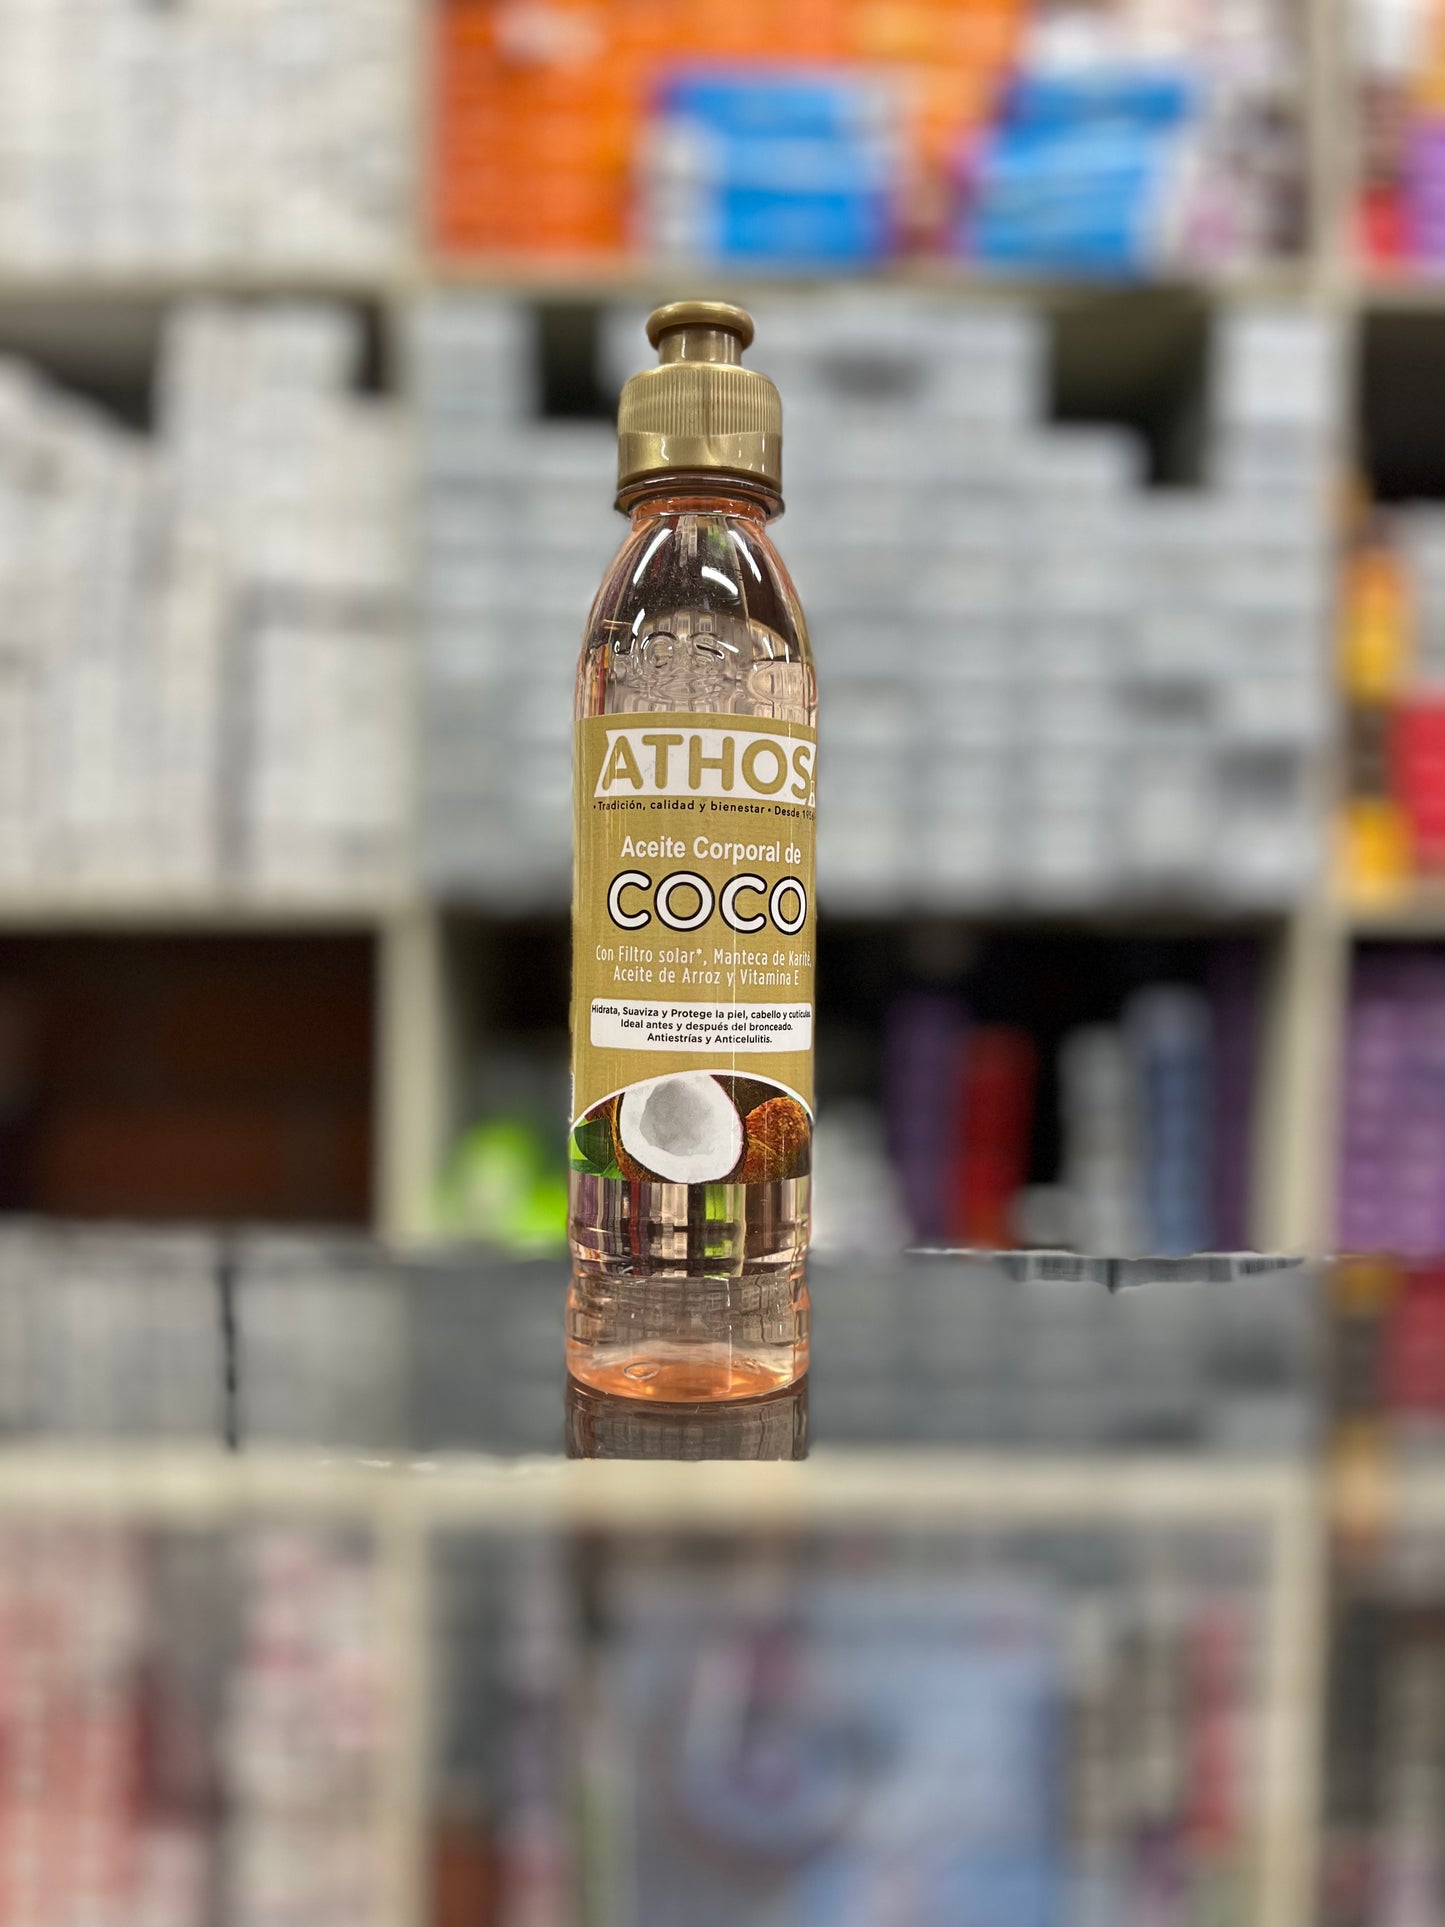 ATHOS
• Tradición, calidad y bienestar • Desde 1956
Aceite Corporal de
COCO
Con Filtro solar*, Manteca de Karité,
Aceite de Arroz y Vitamina E
Hidrata, Suaviza y Protege la piel, cabello y cutículas.
Ideal antes y después del bronceado.
Antiestrías y Anticelulitis.